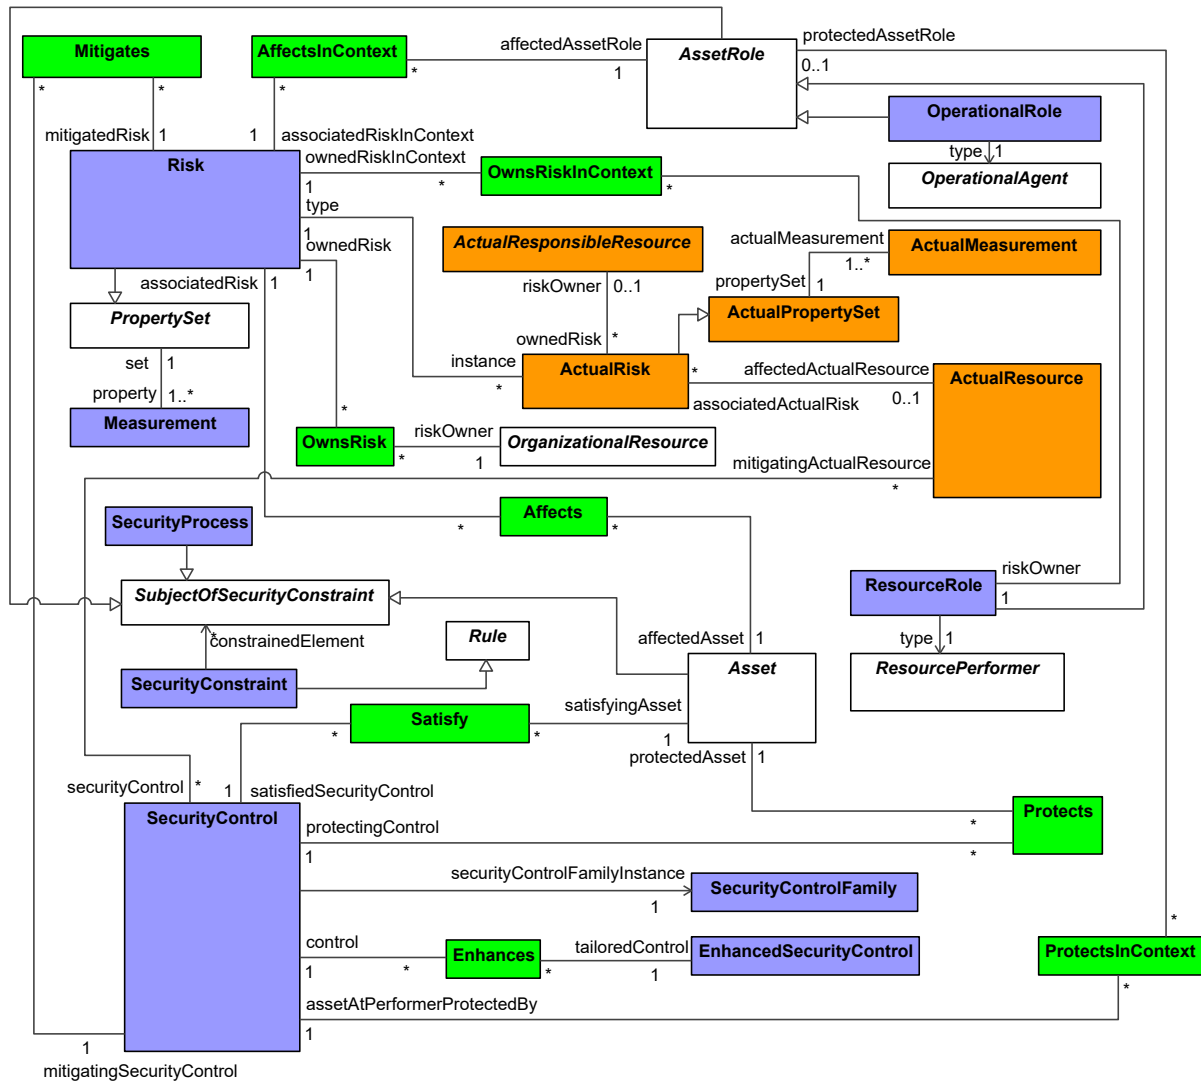 protectedAssetRole
affectedAssetRole
Mitigates
AffectsInContext
AssetRole
*
1
0..1
*
*
*
OperationalRole
mitigatedRisk
1
1
associatedRiskInContext
ownedRiskInContext
type
1
Risk
OwnsRiskInContext
OperationalAgent
1
*
*
type
1
ownedRisk
1
ActualResponsibleResource
actualMeasurement
ActualMeasurement
1..*
associatedRisk
1
riskOwner
0..1
propertySet
1
PropertySet
ActualPropertySet
ownedRisk
*
set
1
instance
*
ActualRisk
*
affectedActualResource
ActualResource
property
1..*
associatedActualRisk
0..1
Measurement
*
OwnsRisk
riskOwner
OrganizationalResource
*
1
mitigatingActualResource
*
SecurityProcess
Affects
*
*
riskOwner
ResourceRole
1
SubjectOfSecurityConstraint
*
constrainedElement
Rule
affectedAsset
1
type
1
Asset
ResourcePerformer
SecurityConstraint
Satisfy
satisfyingAsset
*
*
1
protectedAsset
1
securityControl
*
1
satisfiedSecurityControl
SecurityControl
Protects
protectingControl
*
1
*
securityControlFamilyInstance
SecurityControlFamily
1
*
control
Enhances
tailoredControl
EnhancedSecurityControl
ProtectsInContext
1
*
*
1
assetAtPerformerProtectedBy
*
1
1
mitigatingSecurityControl